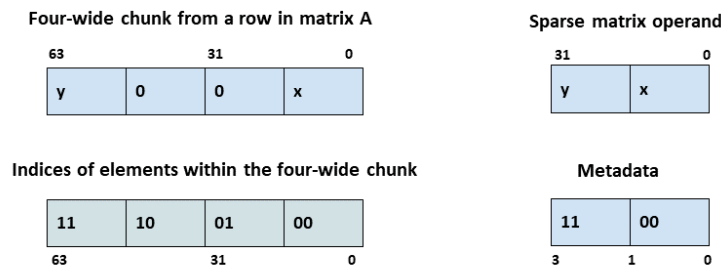 Four-wide chunk from a row in matrix A
63 31 0
y 0 0 x
Sparse matrix operand
31 0
y x
Indices of elements within the four-wide chunk
11 10 01 00
63 31 0
Metadata
11 00
3 1 0